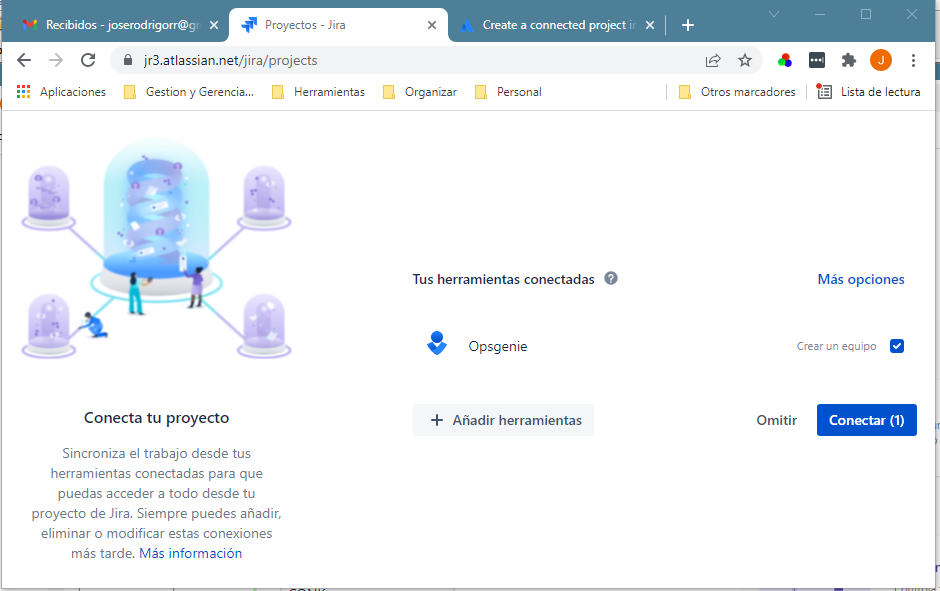 Recibidos - joserodrigorr@g
Proyectos - Jira
Create a connected project in
jr3.atlassian.net/jira/projects
J
Aplicaciones
Gestion y Gerencia...
Herramientas
Organizar
Personal
Otros marcadores
Lista de lectura
Tus herramientas conectadas
Más opciones
Opsgenie
Crear un equipo
Añadir herramientas
Omitir
Conectar (1)
Conecta tu proyecto
Sincroniza el trabajo desde tus
herramientas conectadas para que
puedas acceder a todo desde tu
proyecto de Jira. Siempre puedes añadir,
eliminar o modificar estas conexiones
más tarde. Más información